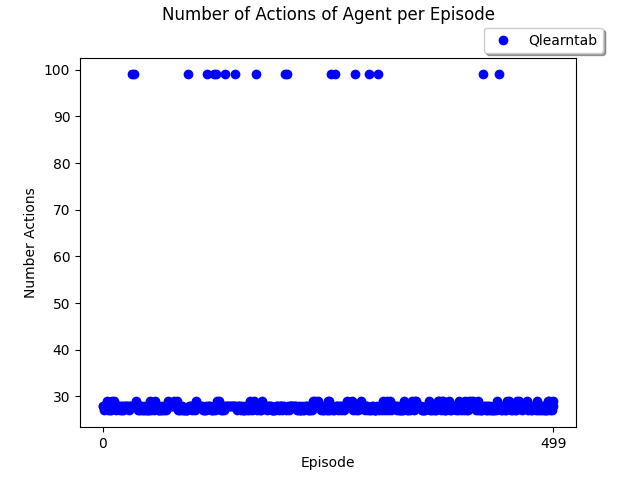 Number of Actions of Agent per Episode
Qlearntab
100
90
80
70
60
50
40
30
Number Actions
0
499
Episode